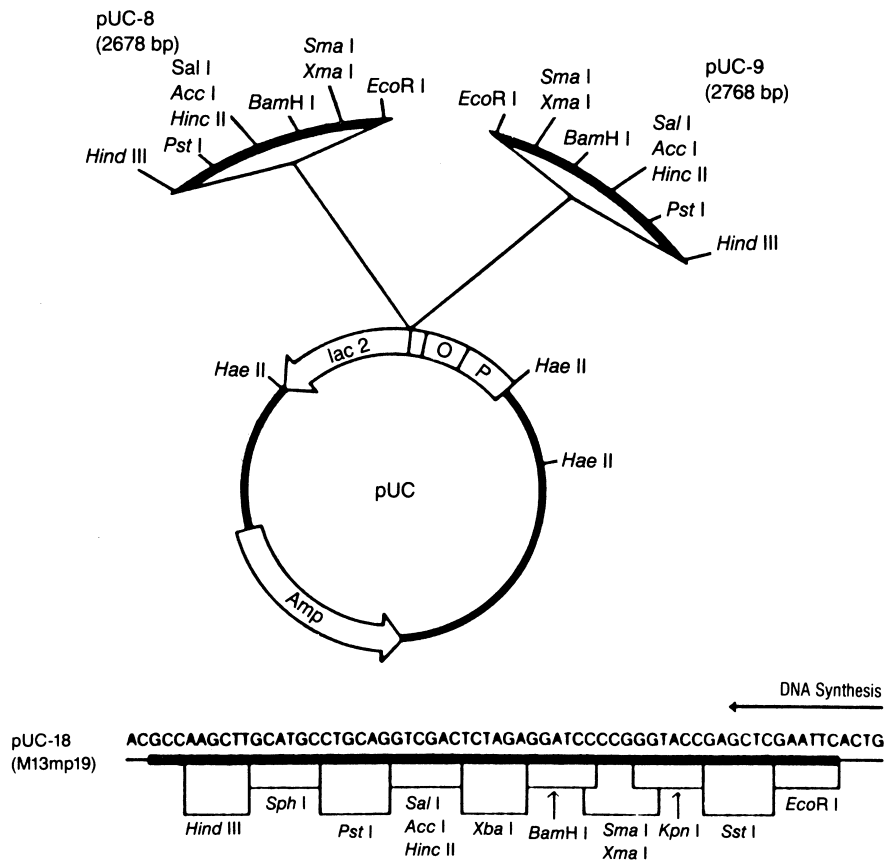 pUC-8
(2678 bp)
Sal I
Acc I
Hinc II
Pst I
Hind III
BamH I
Sma I
Xma I
EcoR I
pUC-9
(2768 bp)
EcoR I
Sma I
Xma I
BamH I
Sal I
Acc I
Hinc II
Pst I
Hind III
lac 2
O
P
Hae II
Hae II
Hae II
pUC
Amp
DNA Synthesis
pUC-18
(M13mp19)
ACGCCAAGCTTGCATGCCTGCAGGTCGACTCTAGAGGATCCCCGGGTACCGAGCTCGAATTCACTG
Hind III
Sph I
Pst I
Sal I
Acc I
Hinc II
Xba I
BamH I
Sma I
Xma I
Kpn I
Sst I
EcoR I